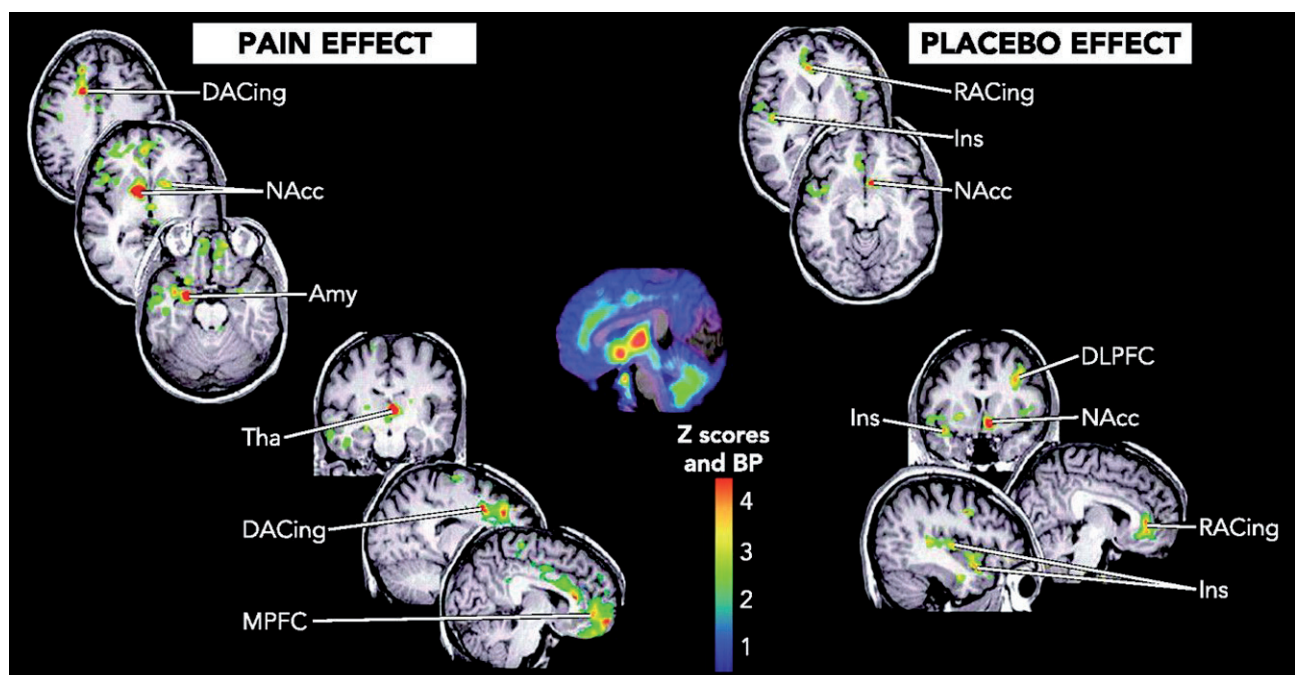 PAIN EFFECT
DACing
NAcc
Amy
Tha
DACing
MPFC
Z scores
and BP
4
3
2
1
PLACEBO EFFECT
RACing
Ins
NAcc
DLPFC
Ins
NAcc
RACing
Ins